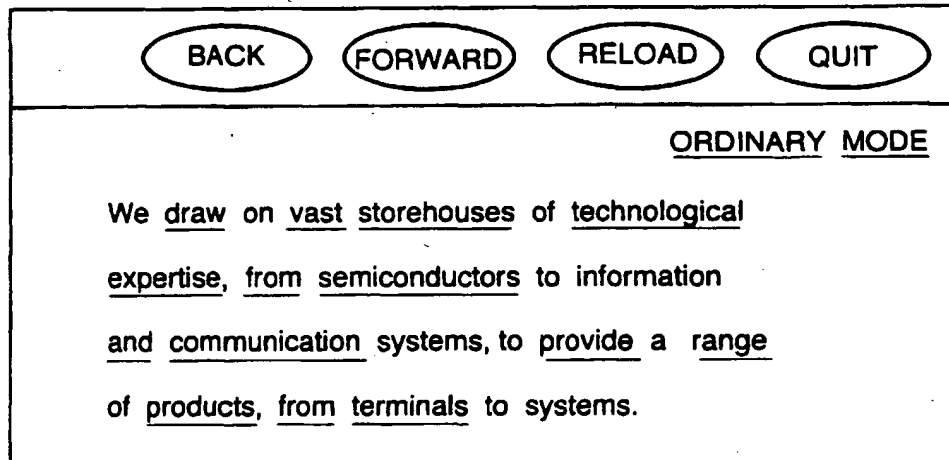 BACK FORWARD RELOAD QUIT
ORDINARY MODE
We draw on vast storehouses of technological
expertise, from semiconductors to information
and communication systems, to provide a range
of products, from terminals to systems.